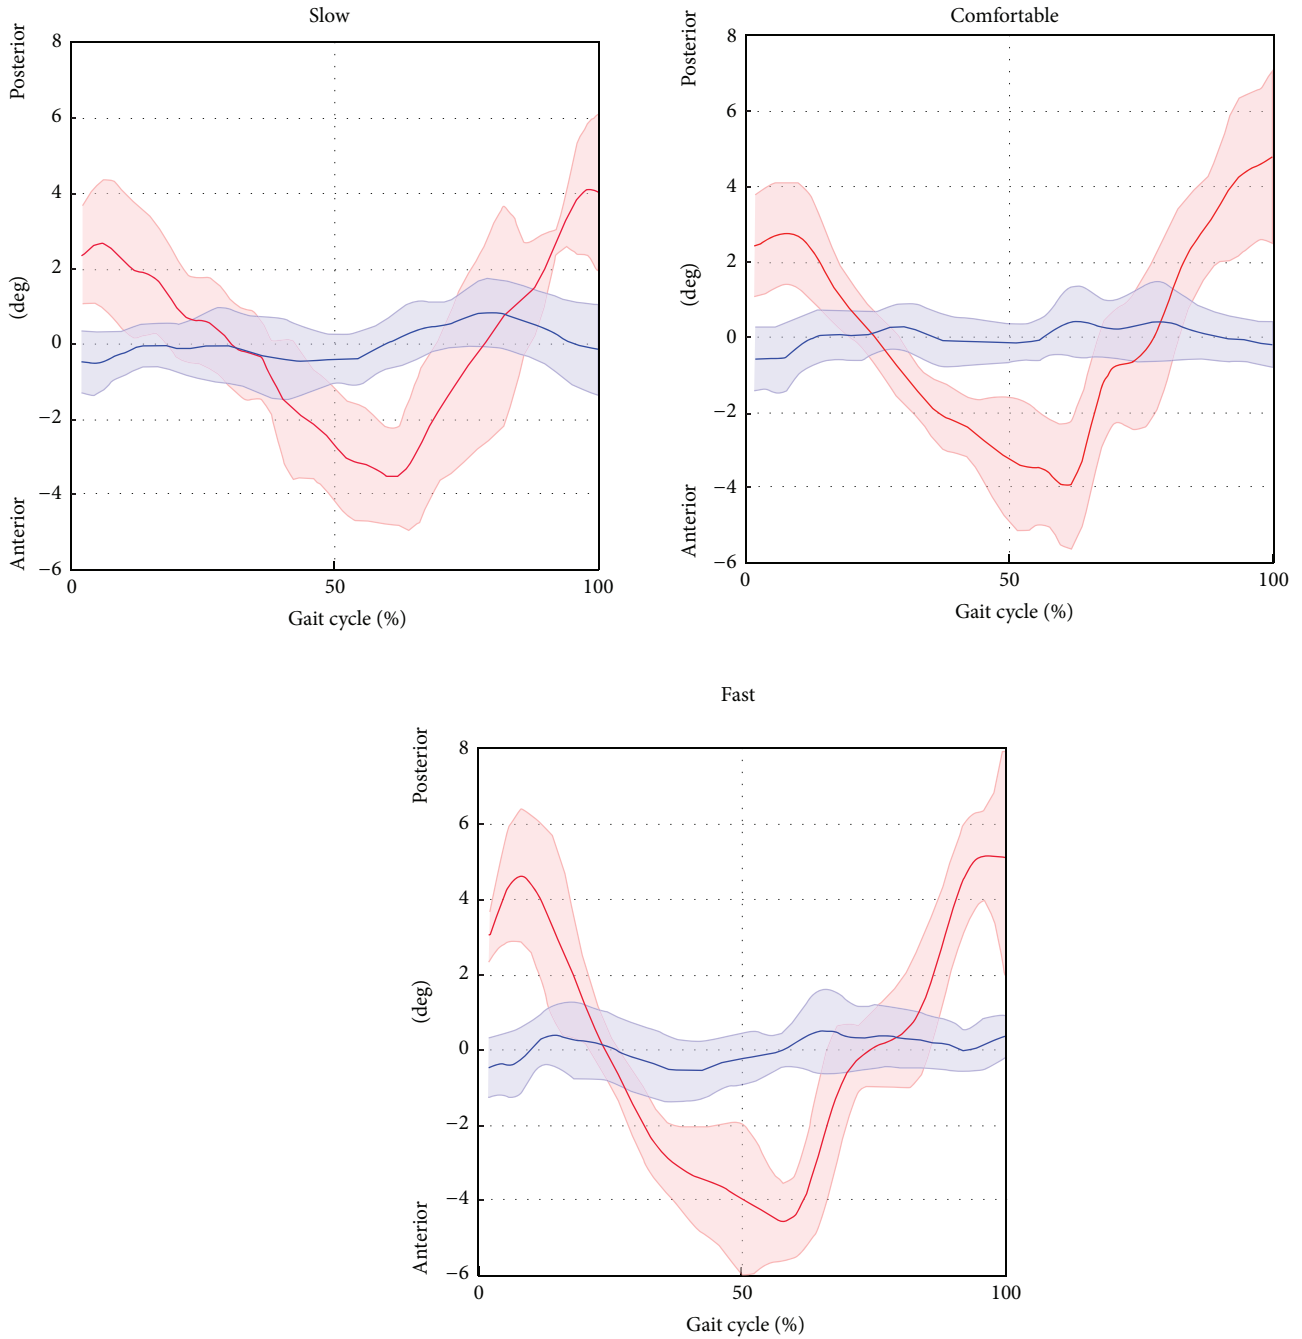 Slow
Posterior
(deg)
Anterior
8
6
4
2
0
−2
−4
−6
0
50
100
Gait cycle (%)
Comfortable
Posterior
(deg)
Anterior
8
6
4
2
0
−2
−4
−6
0
50
100
Gait cycle (%)
Fast
Posterior
(deg)
Anterior
8
6
4
2
0
−2
−4
−6
0
50
100
Gait cycle (%)